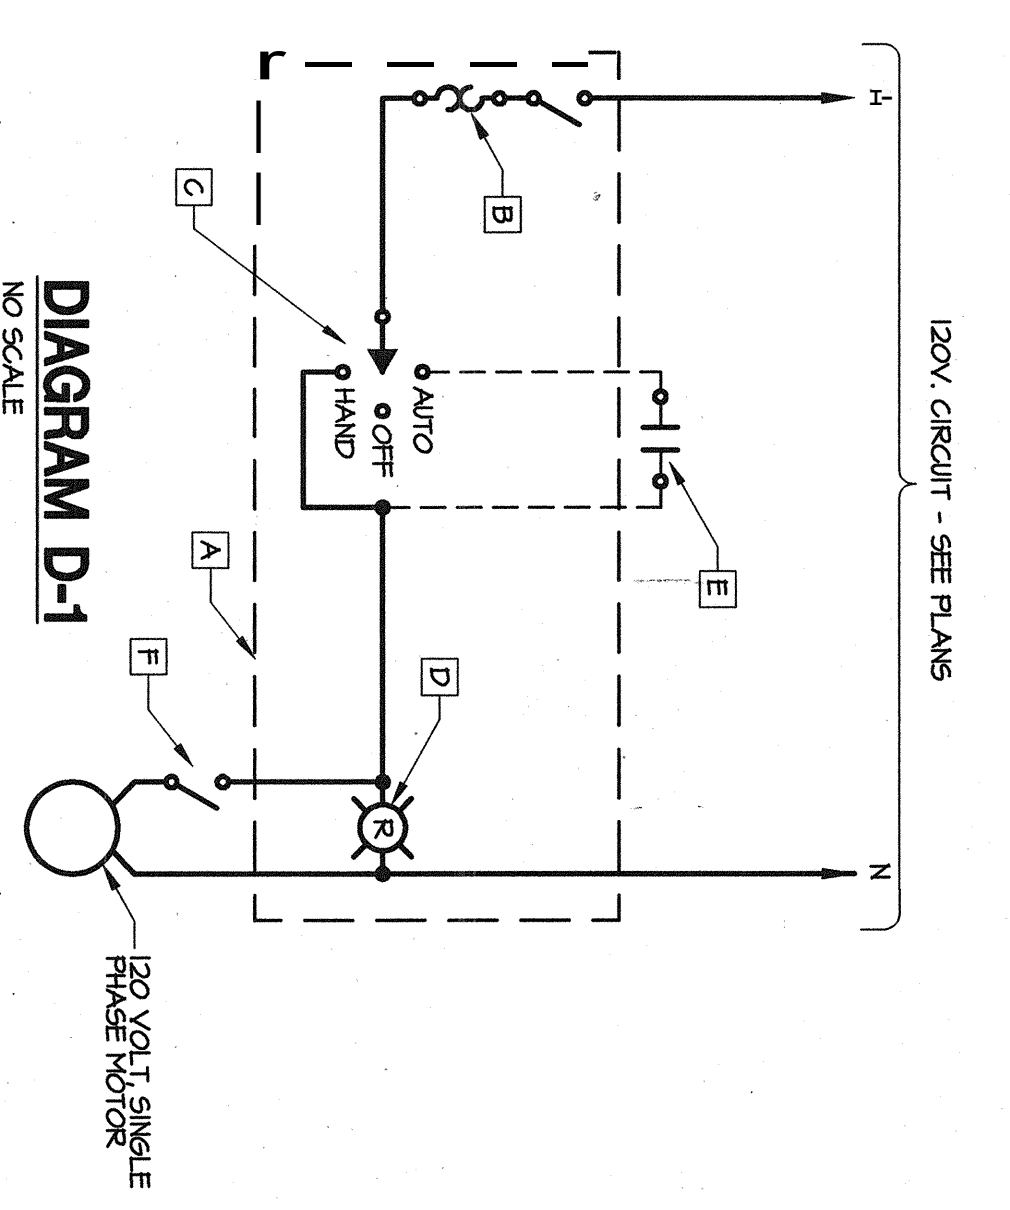 120V. CIRCUIT - SEE PLANS
H
N
B
E
C
AUTO
OFF
HAND
A
D
R
F
120 VOLT, SINGLE
PHASE MOTOR
DIAGRAM D-1
NO SCALE